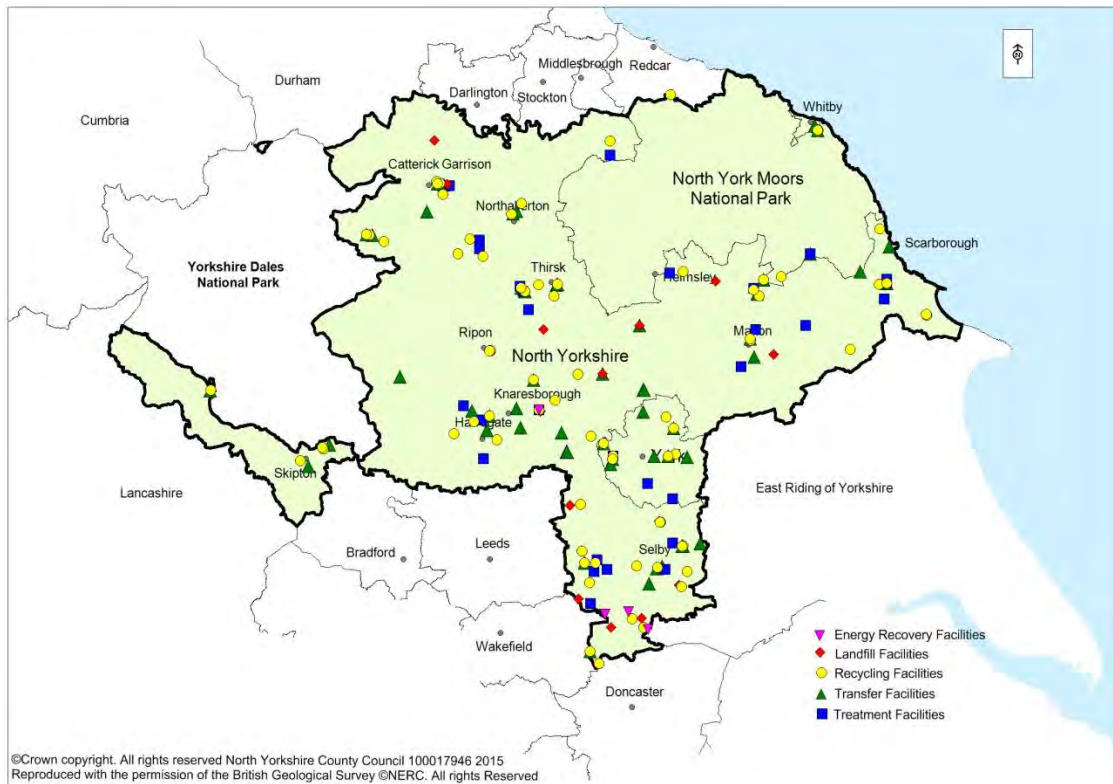 Redcar
Middlesbrough
Durham
Darlington
Stockton
Whitby
Cumbria
Catterick Garrison
North York Moors
National Park
Northallerton
Scarborough
Yorkshire Dales
National Park
Thirsk
Helmsley
Ripon
Malton
North Yorkshire
Knaresborough
Harrogate
York
Skipton
Lancashire
East Riding of Yorkshire
Bradford
Leeds
Selby
Wakefield
Doncaster
Energy Recovery Facilities
Landfill Facilities
Recycling Facilities
Transfer Facilities
Treatment Facilities
©Crown copyright. All rights reserved North Yorkshire County Council 100017946 2015
Reproduced with the permission of the British Geological Survey ©NERC. All rights Reserved